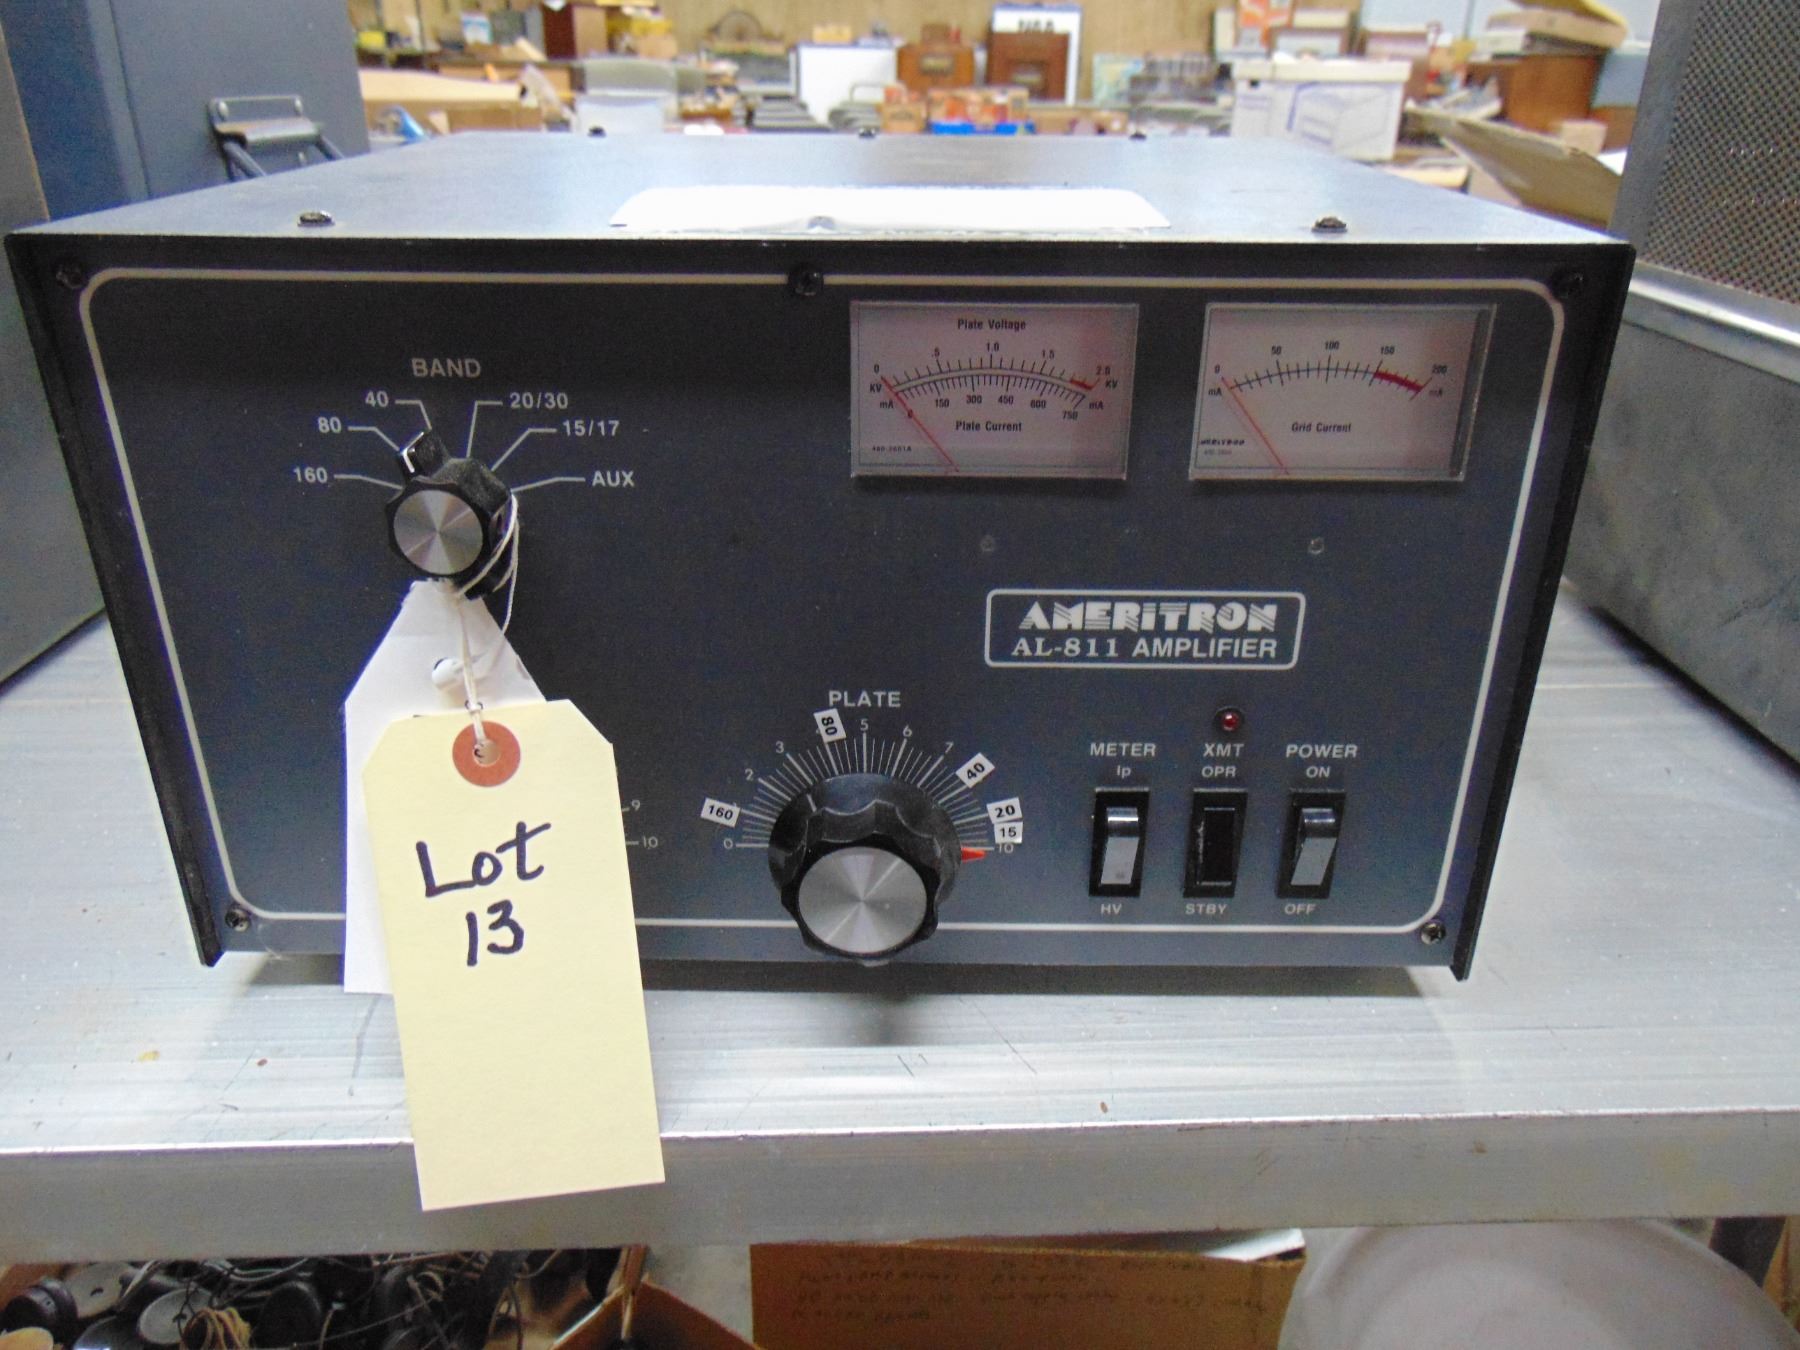 BAND
40
20/30
80
15/17
160
AUX
Plate Voltage
0 .5 1.0 1.5 2.0
KV KV
mA 0 150 300 450 600 750 mA
Plate Current
0 50 100 150 200
mA mA
Grid Current
AMERITRON
AMERITRON
AL-811 AMPLIFIER
PLATE
80 5 6
3 7
2 40
160 20
15
0 10
9
10
METER XMT POWER
Ip OPR ON
HV STBY OFF
Lot
13